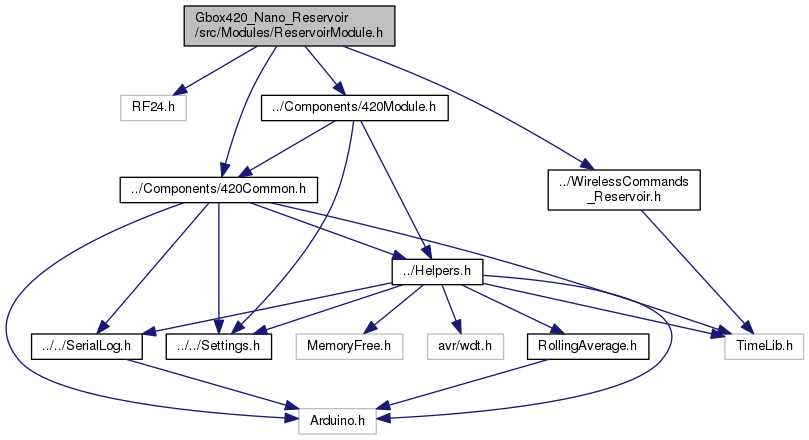 Gbox420_Nano_Reservoir
/src/Modules/ReservoirModule.h
RF24.h
../Components/420Module.h
../Components/420Common.h
../WirelessCommands
_Reservoir.h
../Helpers.h
../../SerialLog.h
../../Settings.h
MemoryFree.h
avr/wdt.h
RollingAverage.h
TimeLib.h
Arduino.h